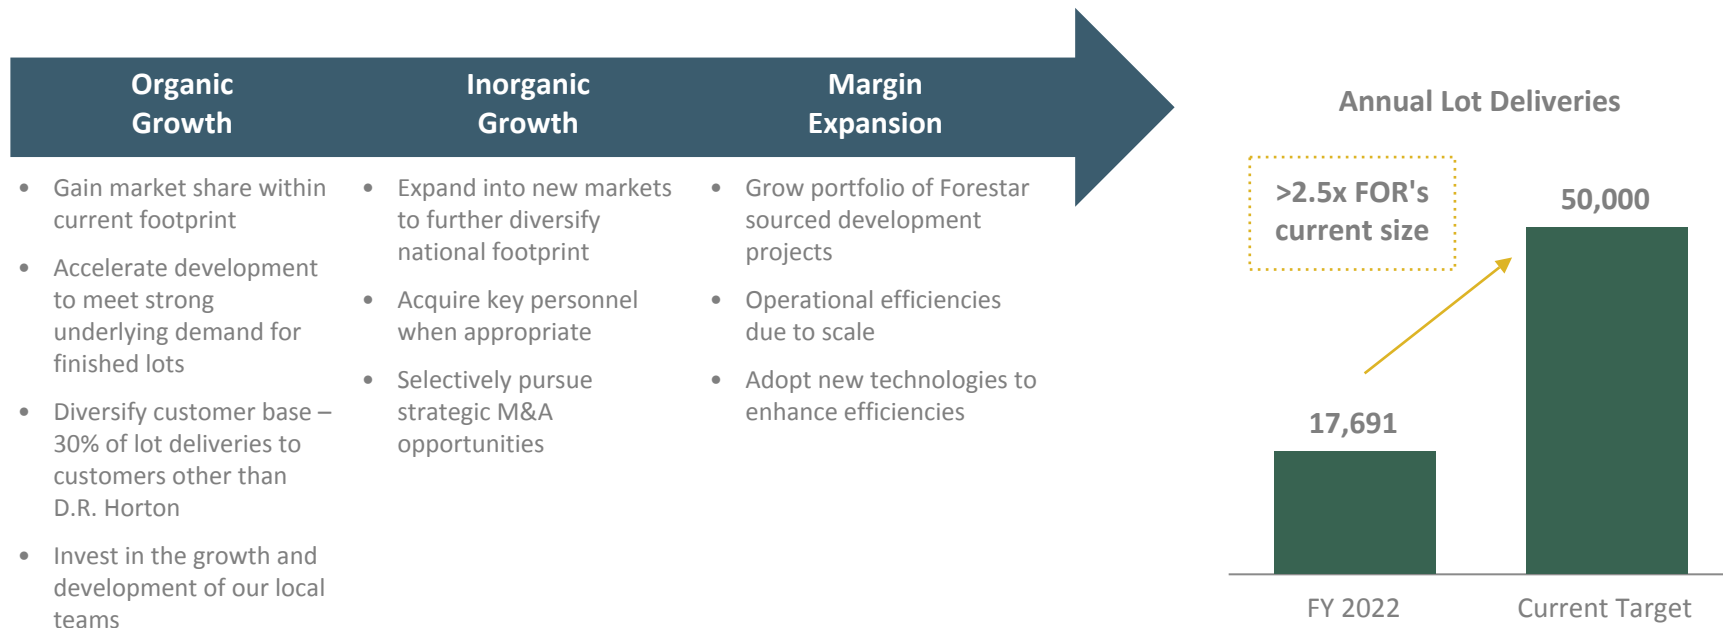 Organic
Growth
Inorganic
Growth
Margin
Expansion
• Gain market share within
current footprint
• Accelerate development
to meet strong
underlying demand for
finished lots
• Diversify customer base –
30% of lot deliveries to
customers other than
D.R. Horton
• Invest in the growth and
development of our local
teams
• Expand into new markets
to further diversify
national footprint
• Acquire key personnel
when appropriate
• Selectively pursue
strategic M&A
opportunities
• Grow portfolio of Forestar
sourced development
projects
• Operational efficiencies
due to scale
• Adopt new technologies to
enhance efficiencies
Annual Lot Deliveries
>2.5x FOR's
current size
50,000
17,691
FY 2022
Current Target